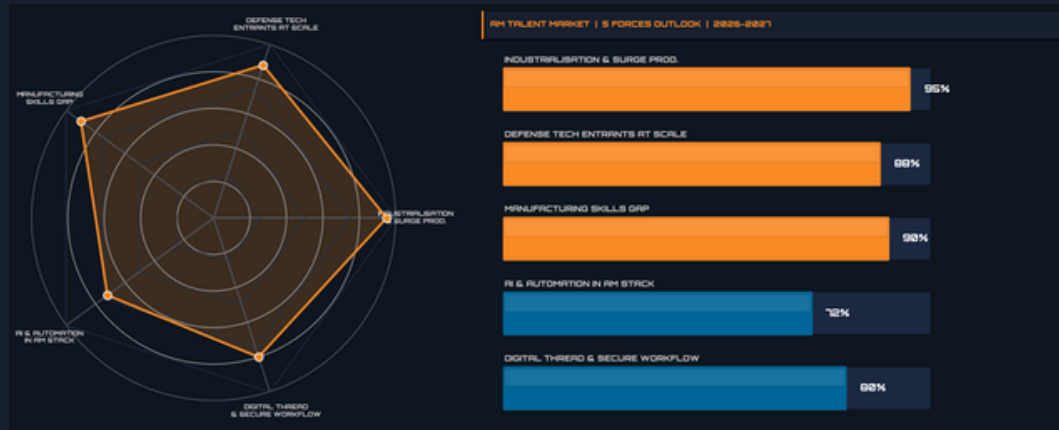 DEFENSE TECH
ENTRANTS AT SCALE
MANUFACTURING
SKILLS GAP
SURGE PROD.
AI & AUTOMATION
IN AM STACK
DIGITAL THREAD
& SECURE WORKFLOW
AM TALENT MARKET | 5 FORCES OUTLOOK | 2026-2027
INDUSTRIALISATION & SURGE PROD.
95%
DEFENSE TECH ENTRANTS AT SCALE
88%
MANUFACTURING SKILLS GAP
90%
AI & AUTOMATION IN AM STACK
72%
DIGITAL THREAD & SECURE WORKFLOW
80%